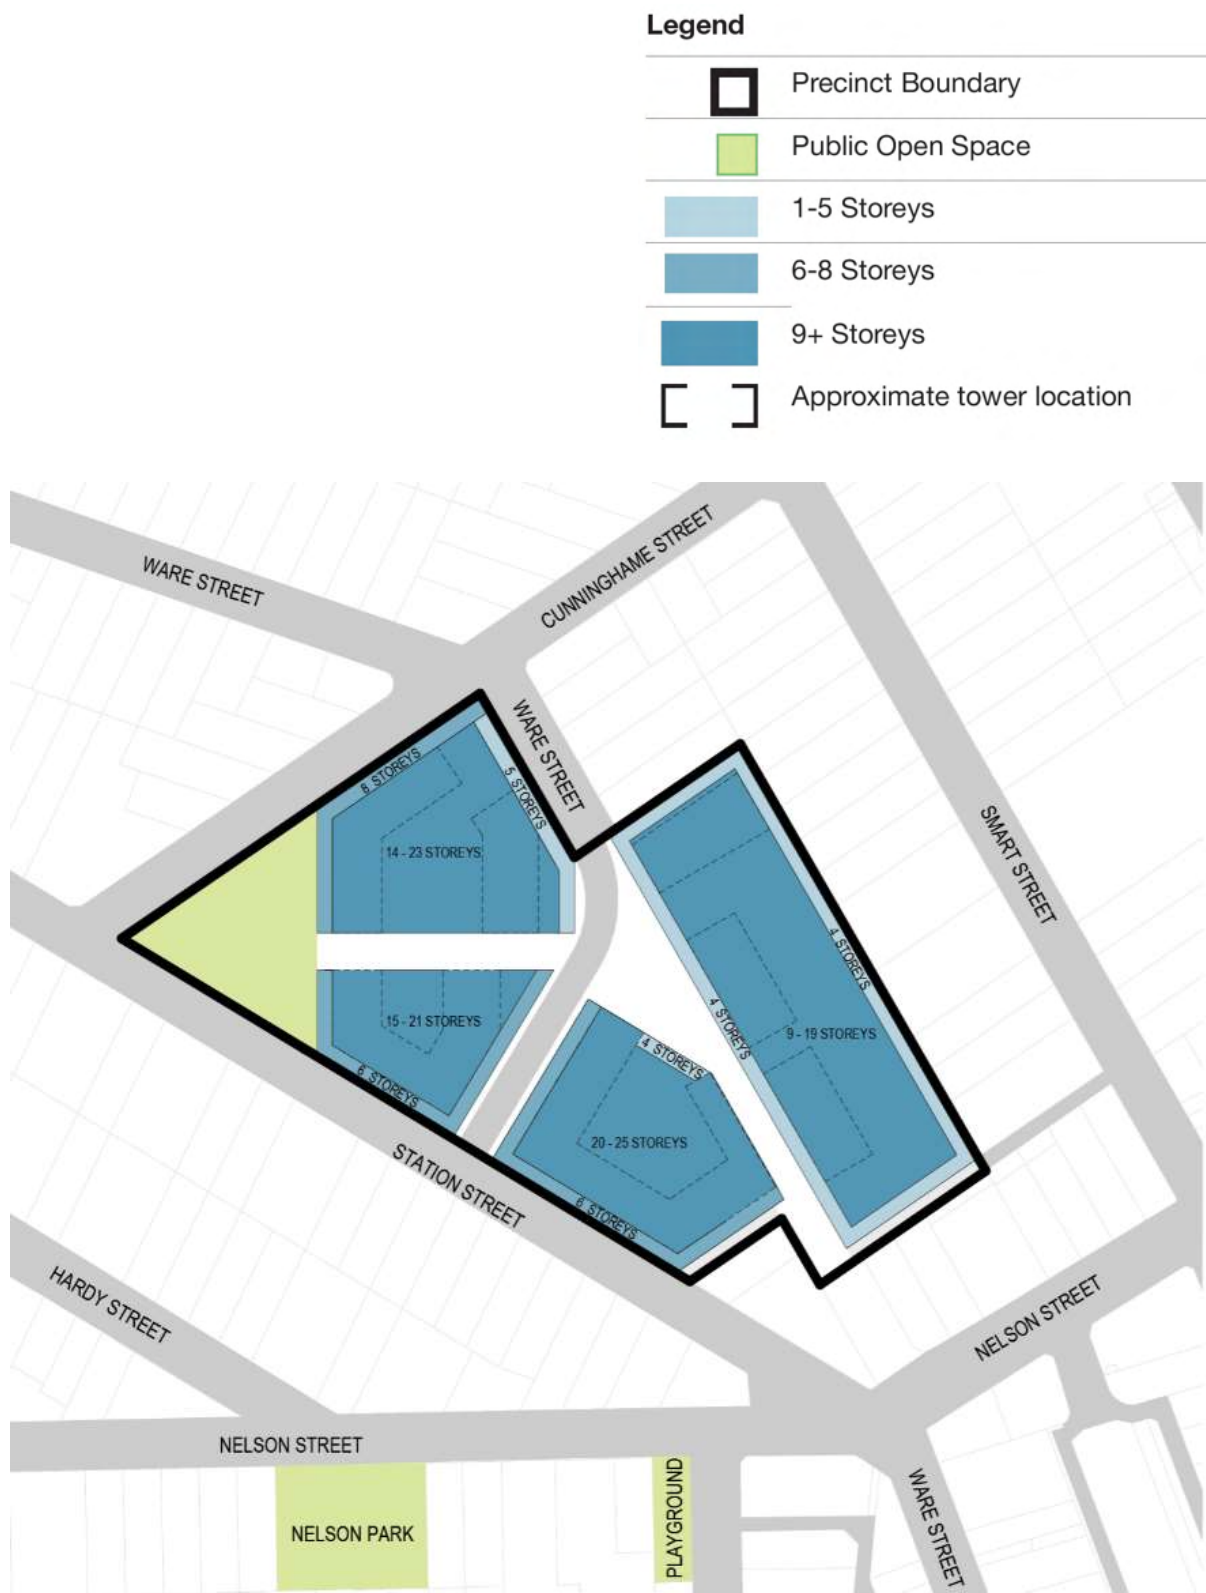 Legend
Precinct Boundary
Public Open Space
1-5 Storeys
6-8 Storeys
9+ Storeys
Approximate tower location
CUNNINGHAME STREET
WARE STREET
WARE STREET
6 STOREYS
5 STOREYS
14 - 23 STOREYS
SMART STREET
4 STOREYS
4 STOREYS
9 - 19 STOREYS
15 - 21 STOREYS
6 STOREYS
4 STOREYS
20 - 25 STOREYS
6 STOREYS
STATION STREET
HARDY STREET
NELSON STREET
NELSON STREET
NELSON PARK
PLAYGROUND
WARE STREET